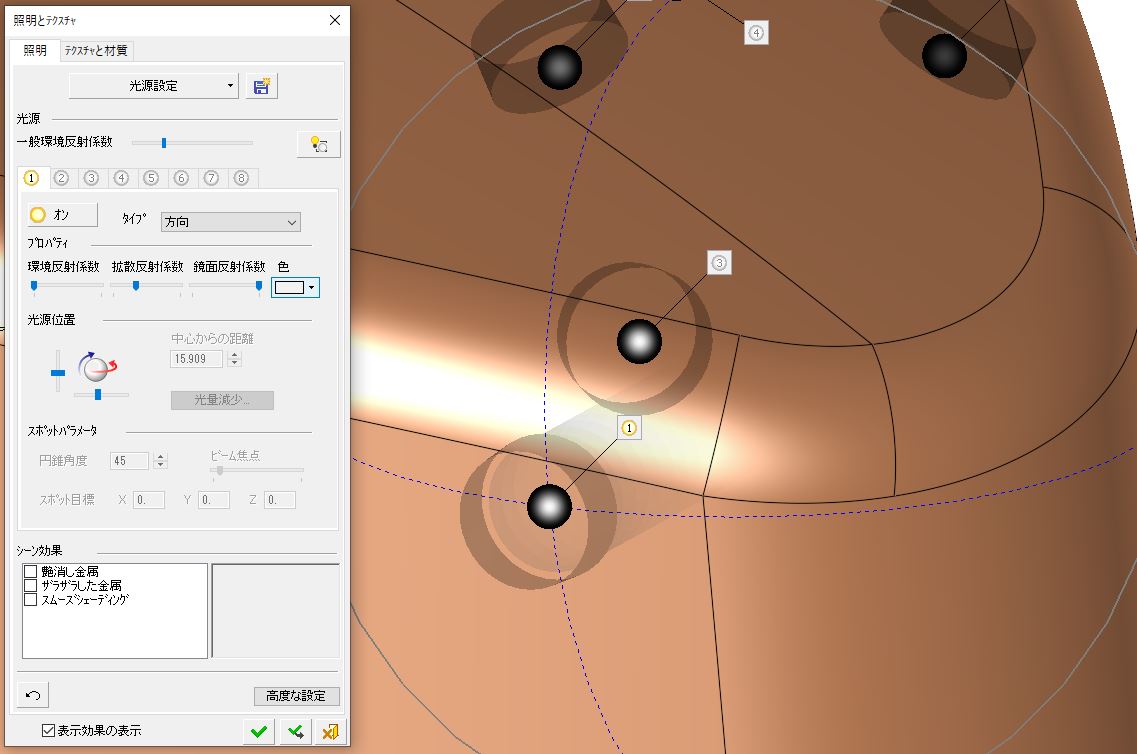 照明とテクスチャ
照明 テクスチャと材質
光源設定
光源
一般環境反射係数
1 2 3 4 5 6 7 8
オン タイプ 方向
プロパティ
環境反射係数 拡散反射係数 鏡面反射係数 色
光源位置
中心からの距離
15.909
光量減少...
スポットパラメータ
円錐角度 45 ビーム焦点
スポット目標 X 0. Y 0. Z 0.
シーン効果
艶消し金属
ザラザラした金属
スムーズシェーディング
高度な設定
表示効果の表示
4
3
1